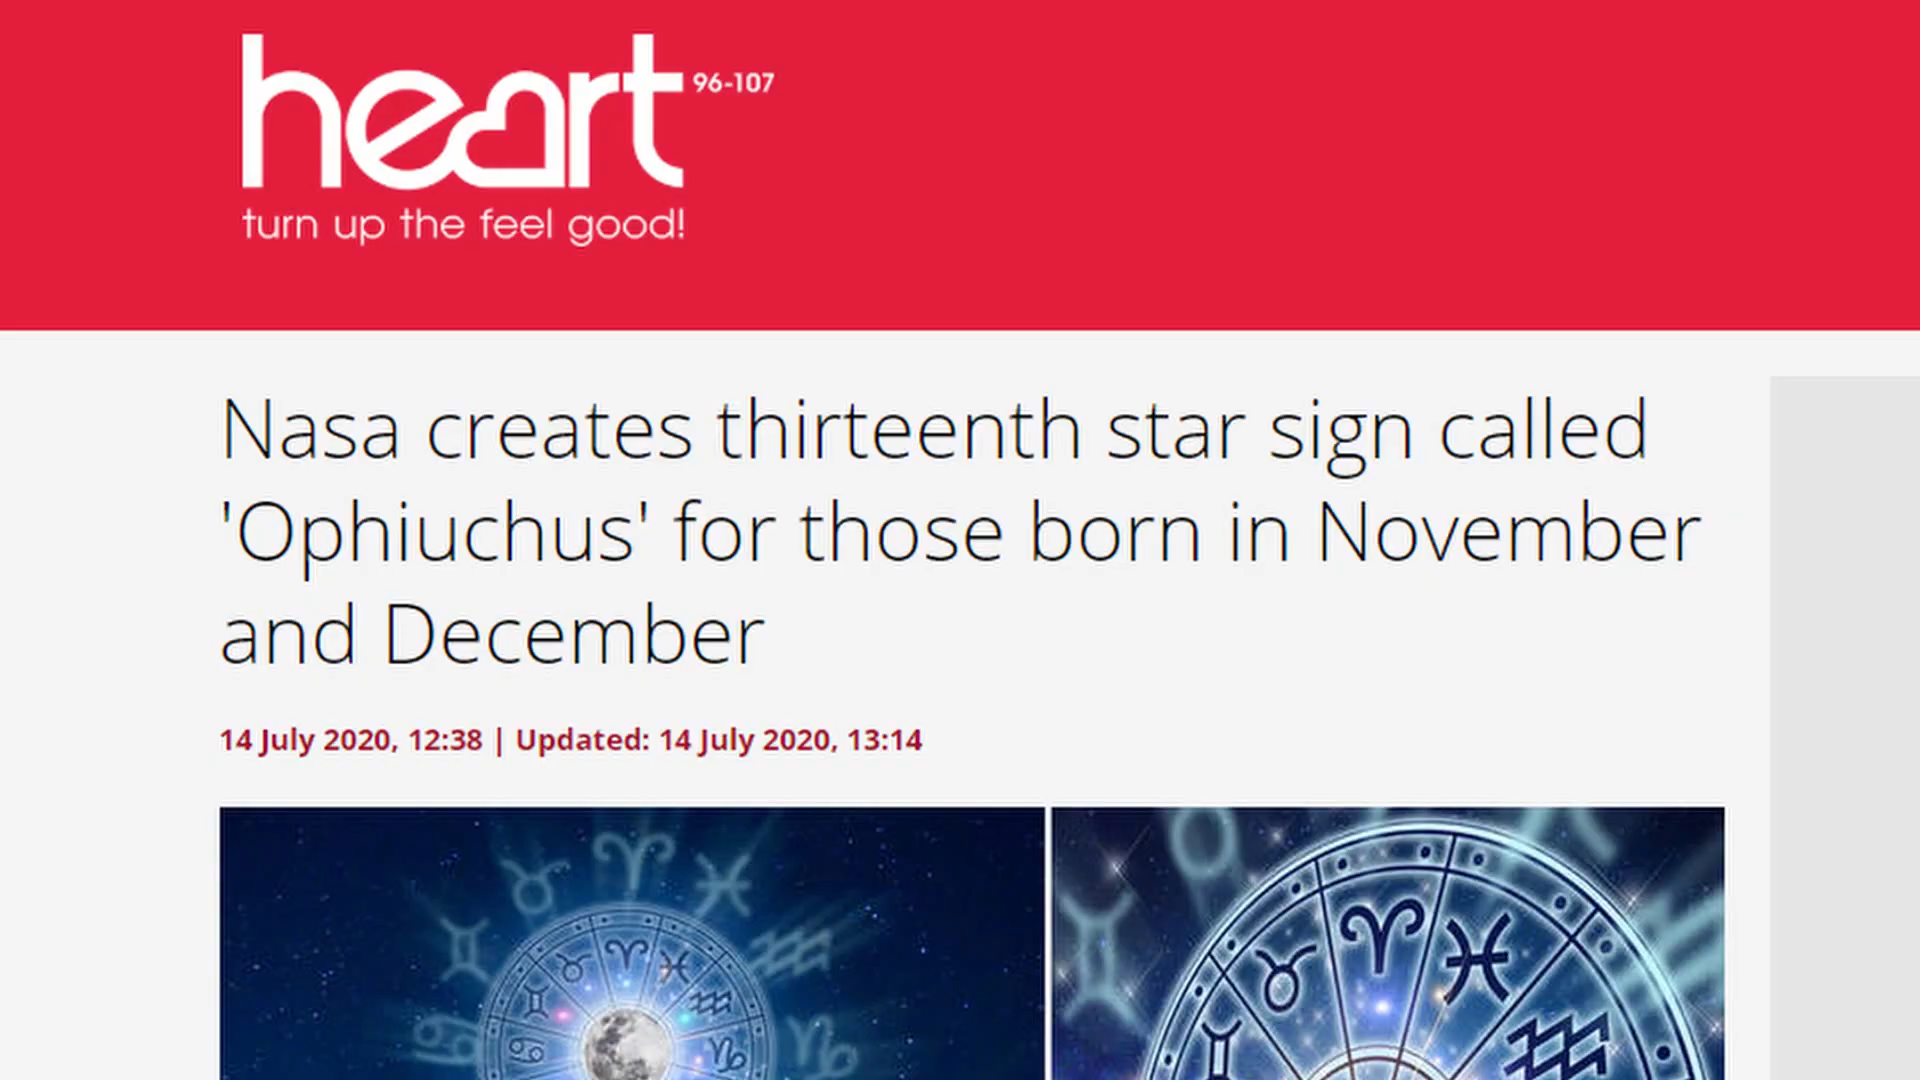 heart 96-107
turn up the feel good!
Nasa creates thirteenth star sign called
'Ophiuchus' for those born in November
and December
14 July 2020, 12:38 | Updated: 14 July 2020, 13:14